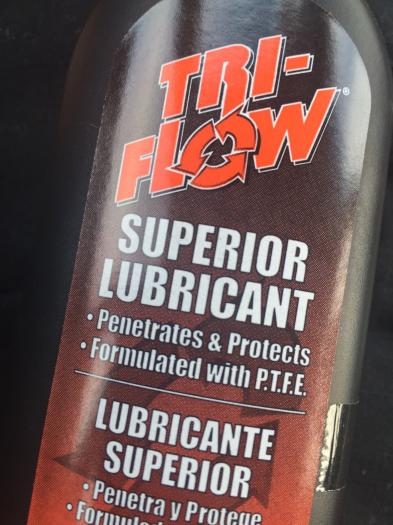 TRI-
FLOW®
SUPERIOR
LUBRICANT
• Penetrates & Protects
• Formulated with P.T.F.E.
LUBRICANTE
SUPERIOR
• Penetra y Protege